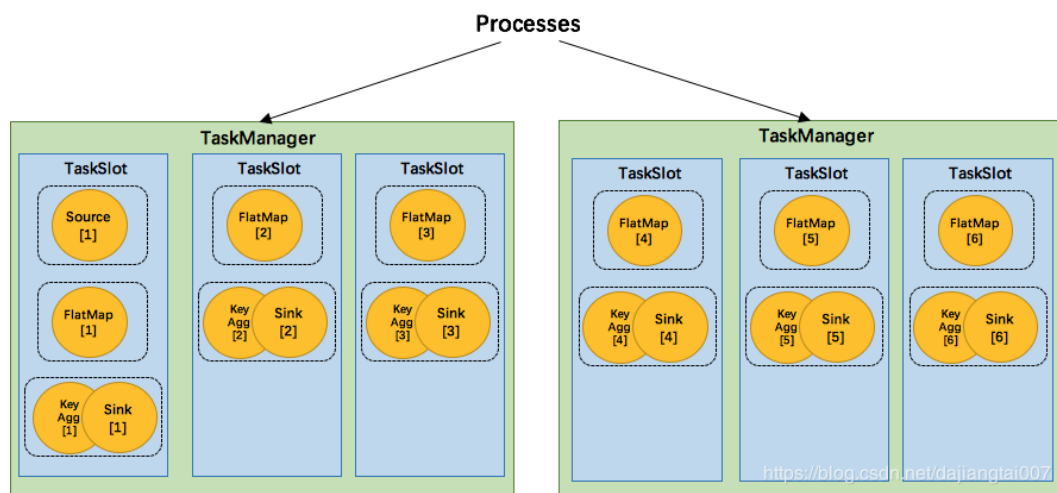 Processes
TaskManager
TaskSlot
Source
[1]
FlatMap
[1]
Key
Agg
[1]
Sink
[1]
TaskSlot
FlatMap
[2]
Key
Agg
[2]
Sink
[2]
TaskSlot
FlatMap
[3]
Key
Agg
[3]
Sink
[3]
TaskManager
TaskSlot
FlatMap
[4]
Key
Agg
[4]
Sink
[4]
TaskSlot
FlatMap
[5]
Key
Agg
[5]
Sink
[5]
TaskSlot
FlatMap
[6]
Key
Agg
[6]
Sink
[6]
https://blog.csdn.net/dajiangtai007